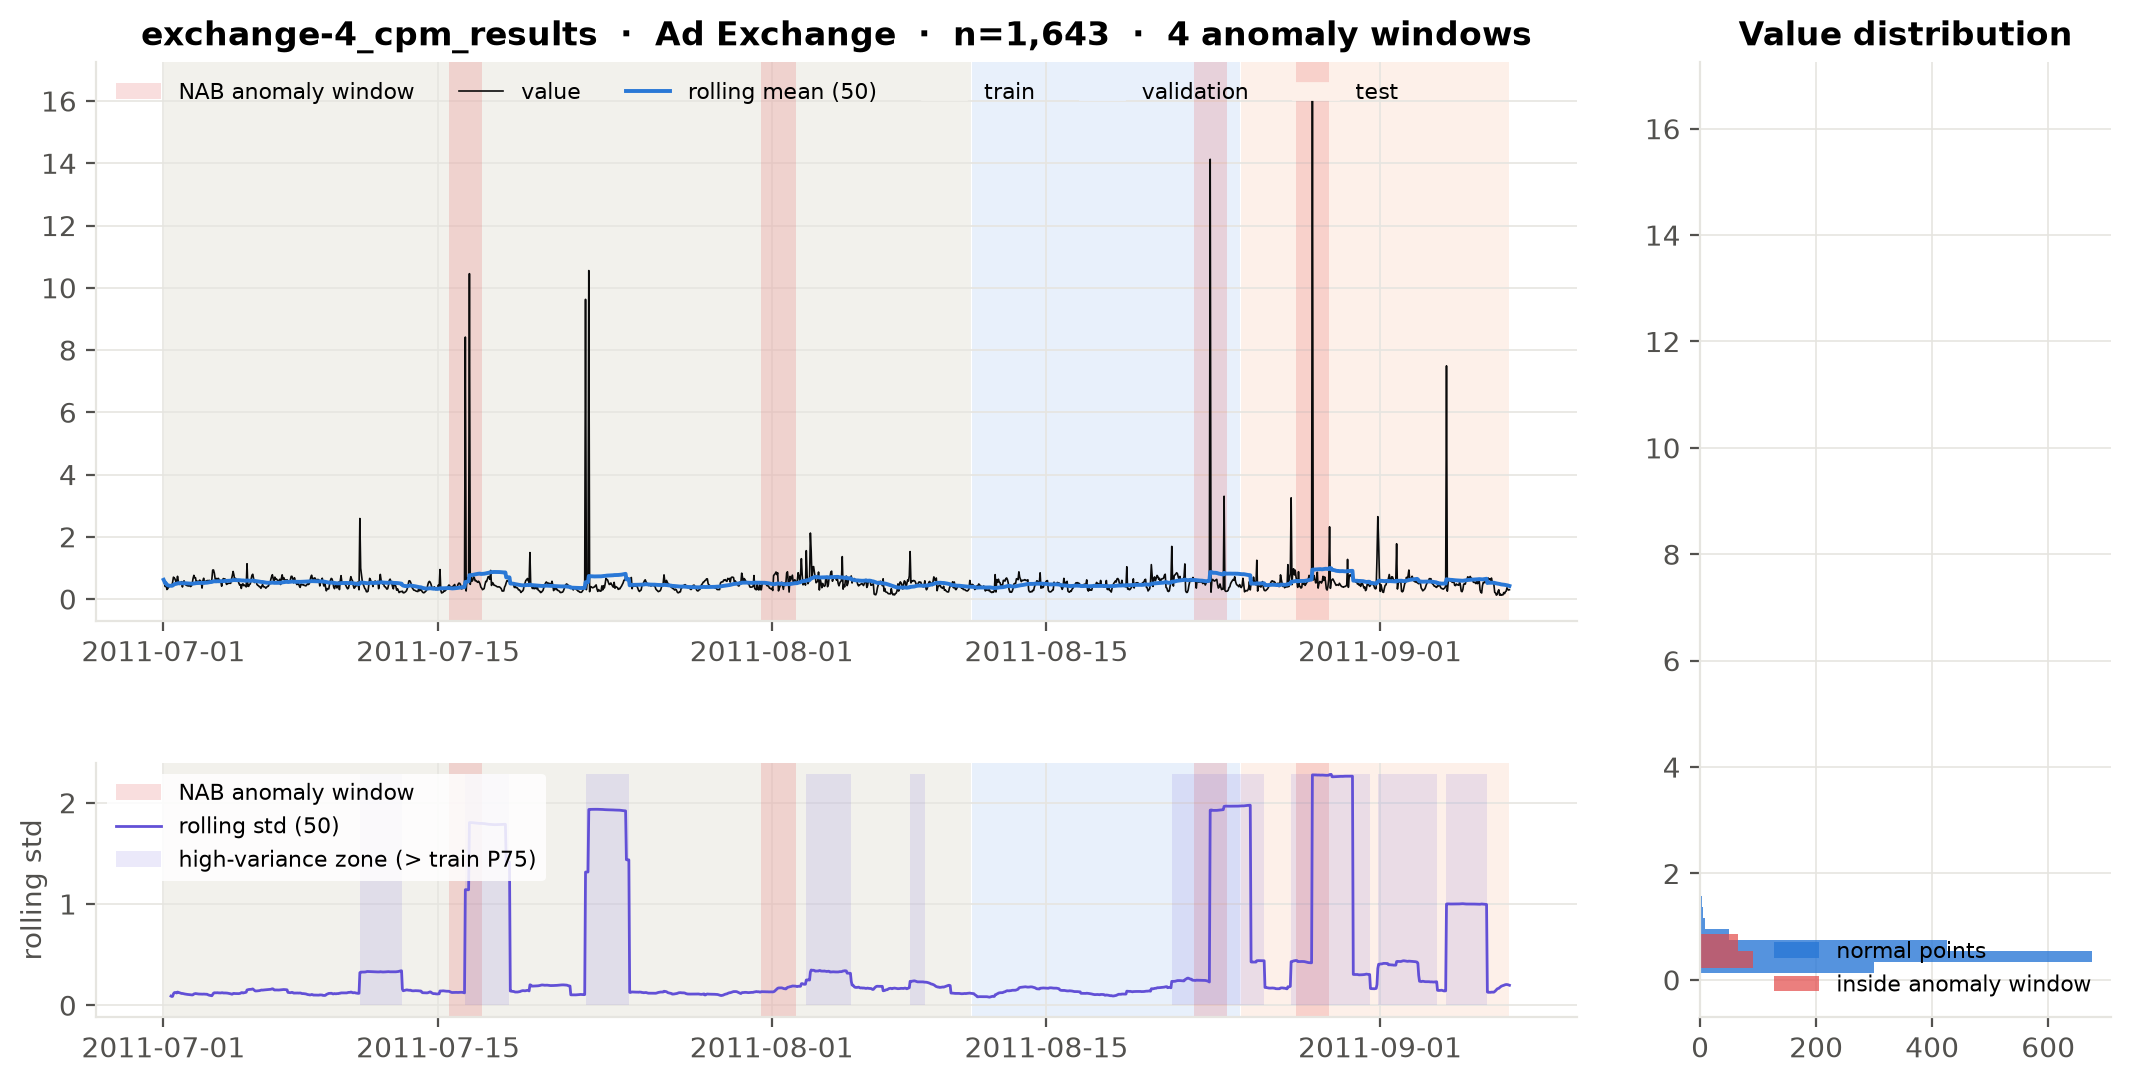 exchange-4_cpm_results · Ad Exchange · n=1,643 · 4 anomaly windows
Value distribution
NAB anomaly window
value
rolling mean (50)
train
validation
test
16
14
12
10
8
6
4
2
0
2011-07-01
2011-07-15
2011-08-01
2011-08-15
2011-09-01
rolling std
NAB anomaly window
rolling std (50)
high-variance zone (> train P75)
2
1
0
2011-07-01
2011-07-15
2011-08-01
2011-08-15
2011-09-01
16
14
12
10
8
6
4
2
0
normal points
inside anomaly window
0
200
400
600